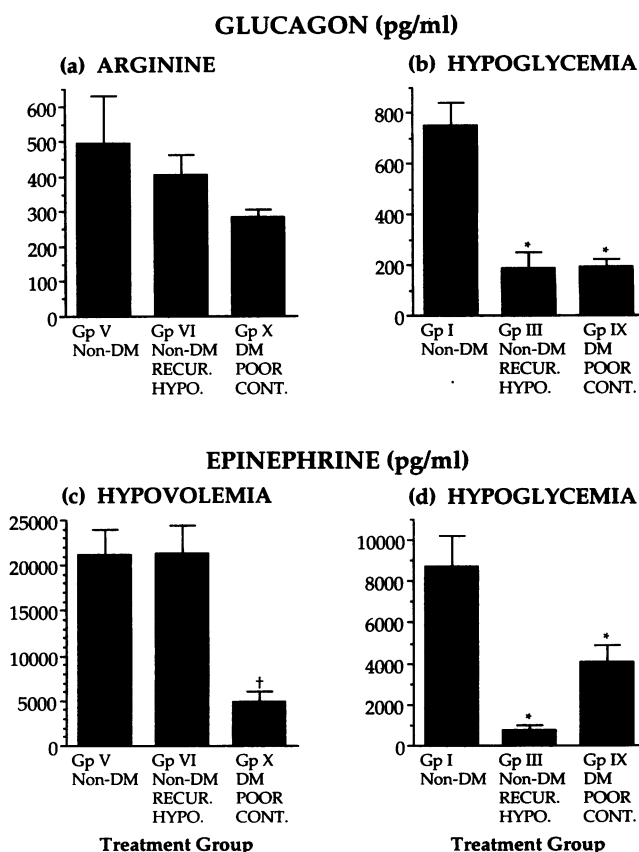 GLUCAGON (pg/ml)
(a) ARGININE
600
500
400
300
200
100
0
Gp V
Non-DM
Gp VI
Non-DM
RECUR.
HYPO.
Gp X
DM
POOR
CONT.
(b) HYPOGLYCEMIA
800
600
400
200
0
*
*
Gp I
Non-DM
Gp III
Non-DM
RECUR.
HYPO.
Gp IX
DM
POOR
CONT.
EPINEPHRINE (pg/ml)
(c) HYPOVOLEMIA
25000
20000
15000
10000
5000
0
†
Gp V
Non-DM
Gp VI
Non-DM
RECUR.
HYPO.
Gp X
DM
POOR
CONT.
Treatment Group
(d) HYPOGLYCEMIA
10000
8000
6000
4000
2000
0
*
*
Gp I
Non-DM
Gp III
Non-DM
RECUR.
HYPO.
Gp IX
DM
POOR
CONT.
Treatment Group